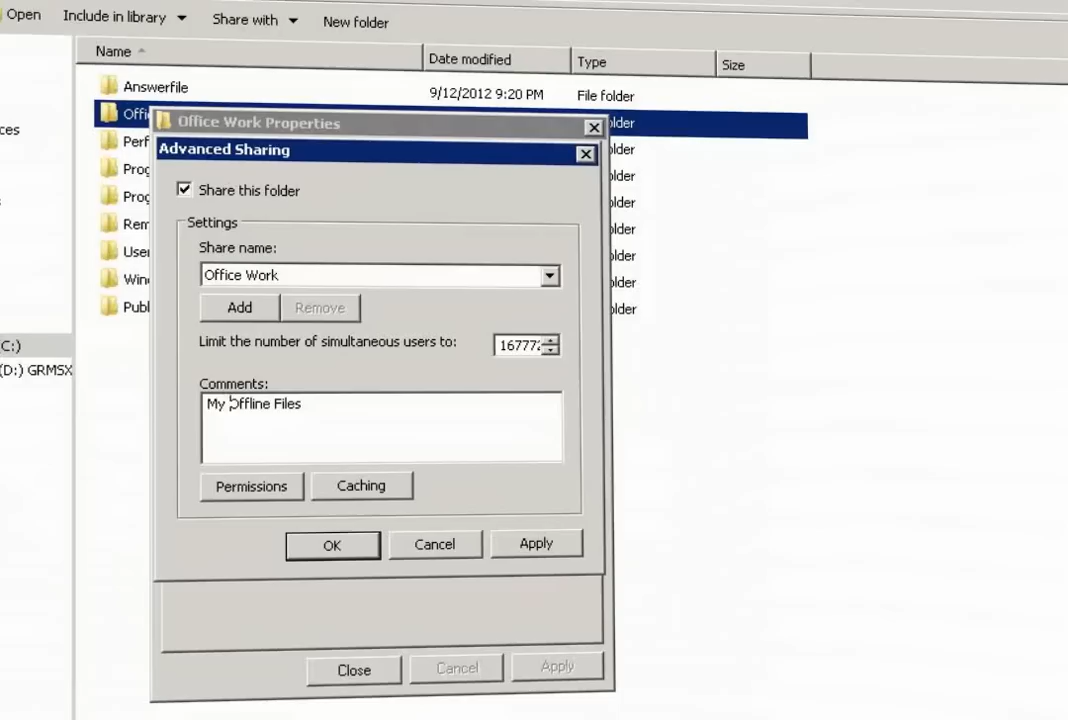 Open Include in library Share with New folder
Name Date modified Type Size
Answerfile 9/12/2012 9:20 PM File folder
Office Work Properties
Advanced Sharing
Share this folder
Settings
Share name:
Office Work
Add Remove
Limit the number of simultaneous users to:
Comments:
My Offline Files
Permissions Caching
OK Cancel Apply
Close Cancel Apply
(C:)
(D:) GRMSX